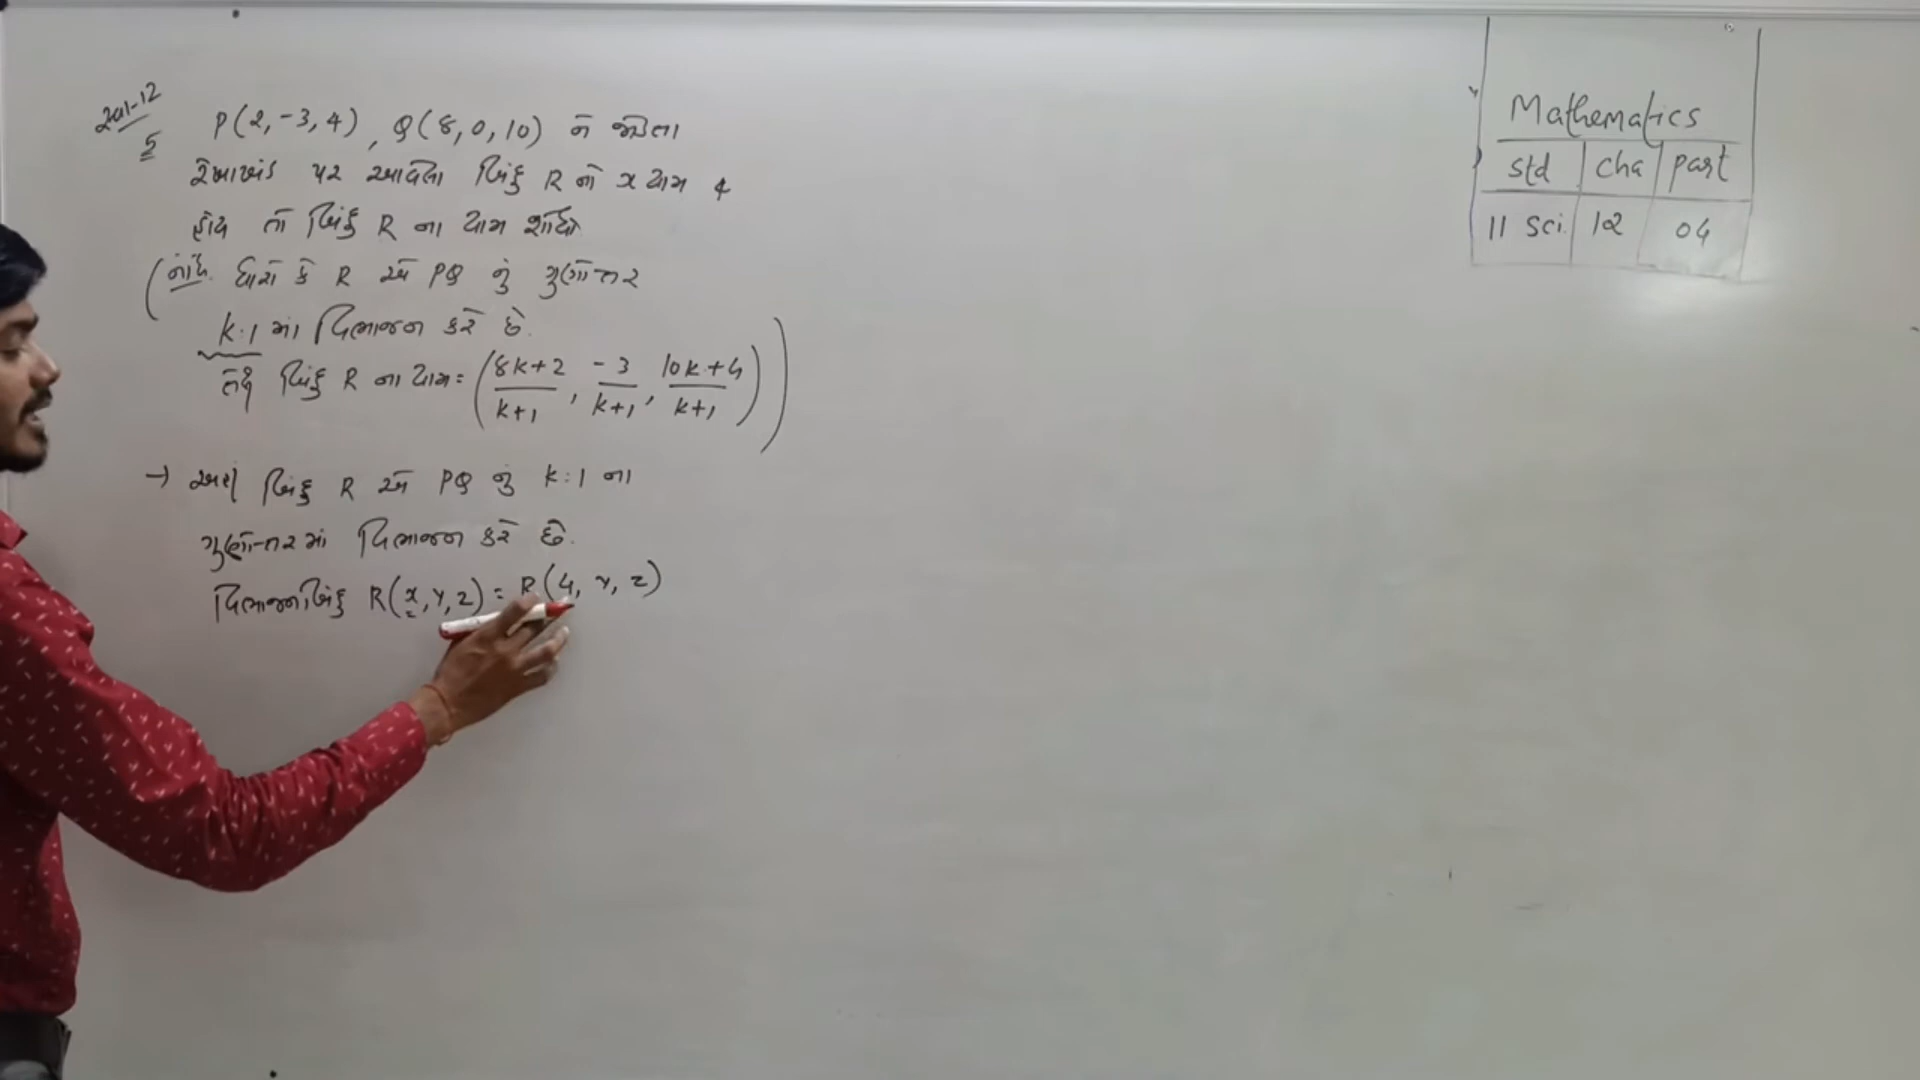 સ્વા-12
5
P(2, -3, 4), Q(8, 0, 10) ને જોડતા
રેખાખંડ પર આવેલા બિંદુ R નો x યામ 4
હોય તો બિંદુ R ના યામ શોધો
(નોંધ. ધારો કે R એ PQ નું ગુણોત્તર
k:1 માં વિભાજન કરે છે.
બિંદુ R ના યામ = (8k+2/k+1, -3/k+1, 10k+4/k+1))
→ અહીં બિંદુ R એ PQ નું k:1 ના
ગુણોત્તરમાં વિભાજન કરે છે.
વિભાજનબિંદુ R(x, y, z) = R(4, y, z)
Mathematics
std cha part
11 Sci. 12 04